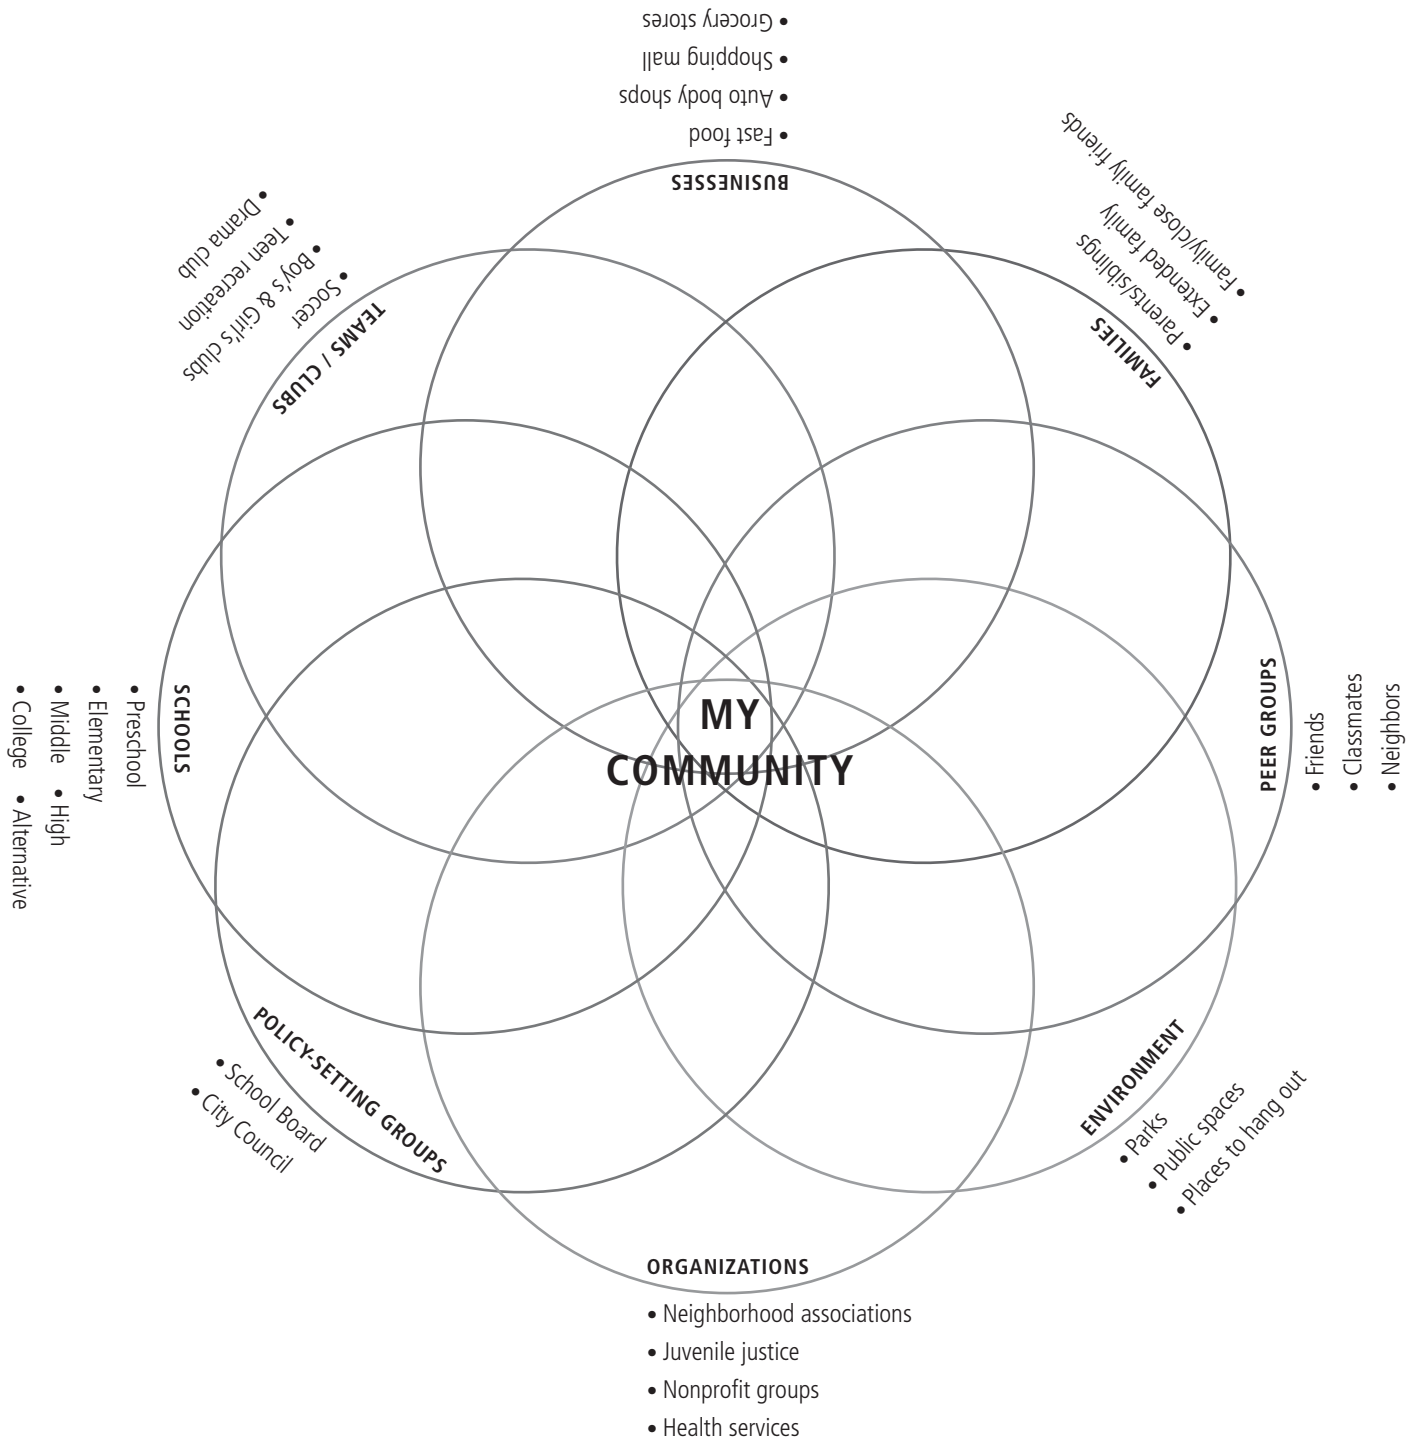 BUSINESSES
• Fast food
• Auto body shops
• Shopping mall
• Grocery stores
FAMILIES
• Parents/siblings
• Extended family
• Family/close family friends
PEER GROUPS
• Friends
• Classmates
• Neighbors
ENVIRONMENT
• Parks
• Public spaces
• Places to hang out
ORGANIZATIONS
• Neighborhood associations
• Juvenile justice
• Nonprofit groups
• Health services
POLICY-SETTING GROUPS
• School Board
• City Council
SCHOOLS
• Preschool
• Elementary
• Middle • High
• College • Alternative
TEAMS / CLUBS
• Soccer
• Boy's & Girl's clubs
• Teen recreation
• Drama club
MY
COMMUNITY